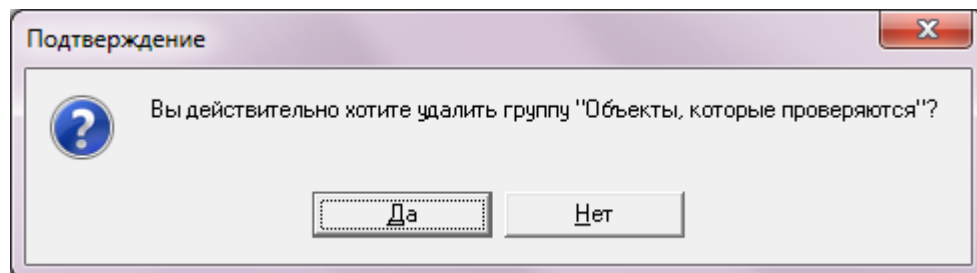 Подтверждение
Вы действительно хотите удалить группу "Объекты, которые проверяются"?
Да
Нет